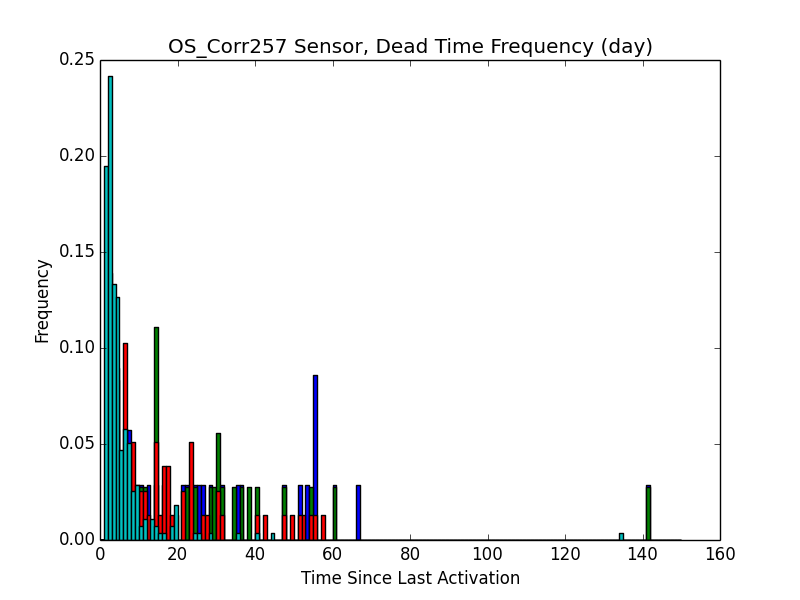 OS_Corr257 Sensor, Dead Time Frequency (day)
0.25
0.20
0.15
0.10
0.05
0.00
Frequency
0 20 40 60 80 100 120 140 160
Time Since Last Activation